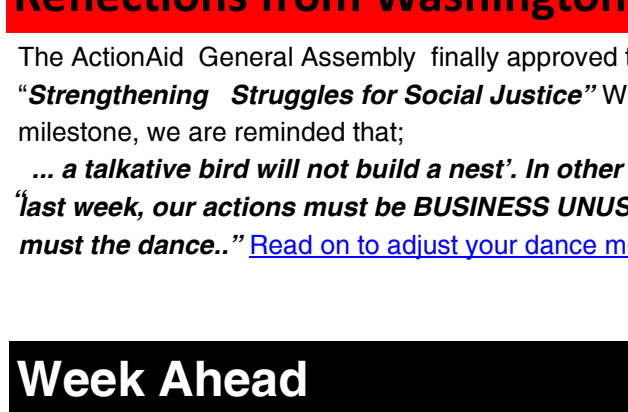 Reflections from Washington
The ActionAid General Assembly finally approved
“Strengthening Struggles for Social Justice”
milestone, we are reminded that;
... a talkative bird will not build a nest’. In other
“last week, our actions must be BUSINESS
must the dance..” Read on to adjust your dance
Week Ahead